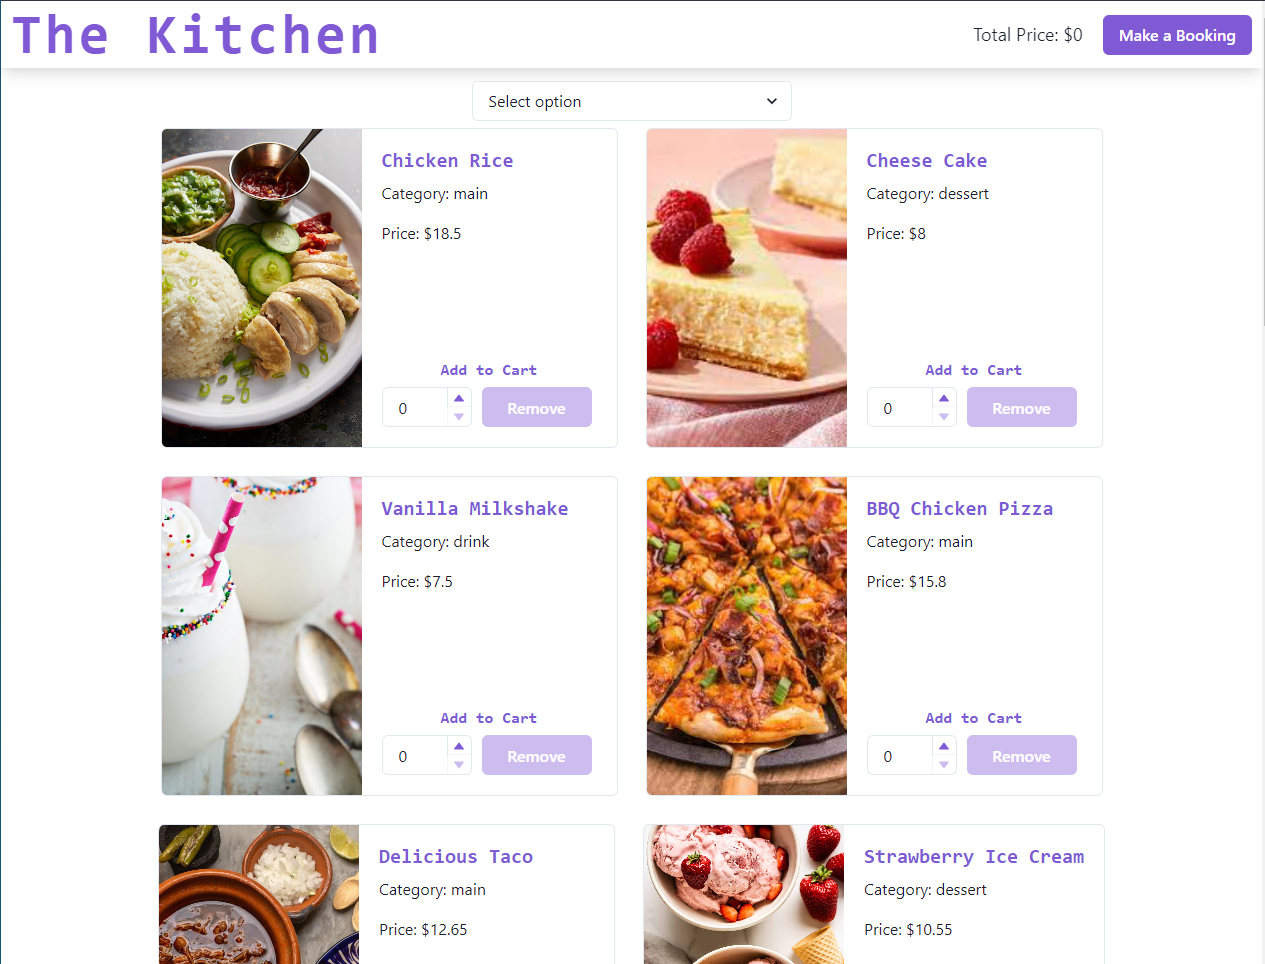 The Kitchen
Total Price: $0
Make a Booking
Select option
Chicken Rice
Category: main
Price: $18.5
Add to Cart
0
Remove
Cheese Cake
Category: dessert
Price: $8
Add to Cart
0
Remove
Vanilla Milkshake
Category: drink
Price: $7.5
Add to Cart
0
Remove
BBQ Chicken Pizza
Category: main
Price: $15.8
Add to Cart
0
Remove
Delicious Taco
Category: main
Price: $12.65
Strawberry Ice Cream
Category: dessert
Price: $10.55